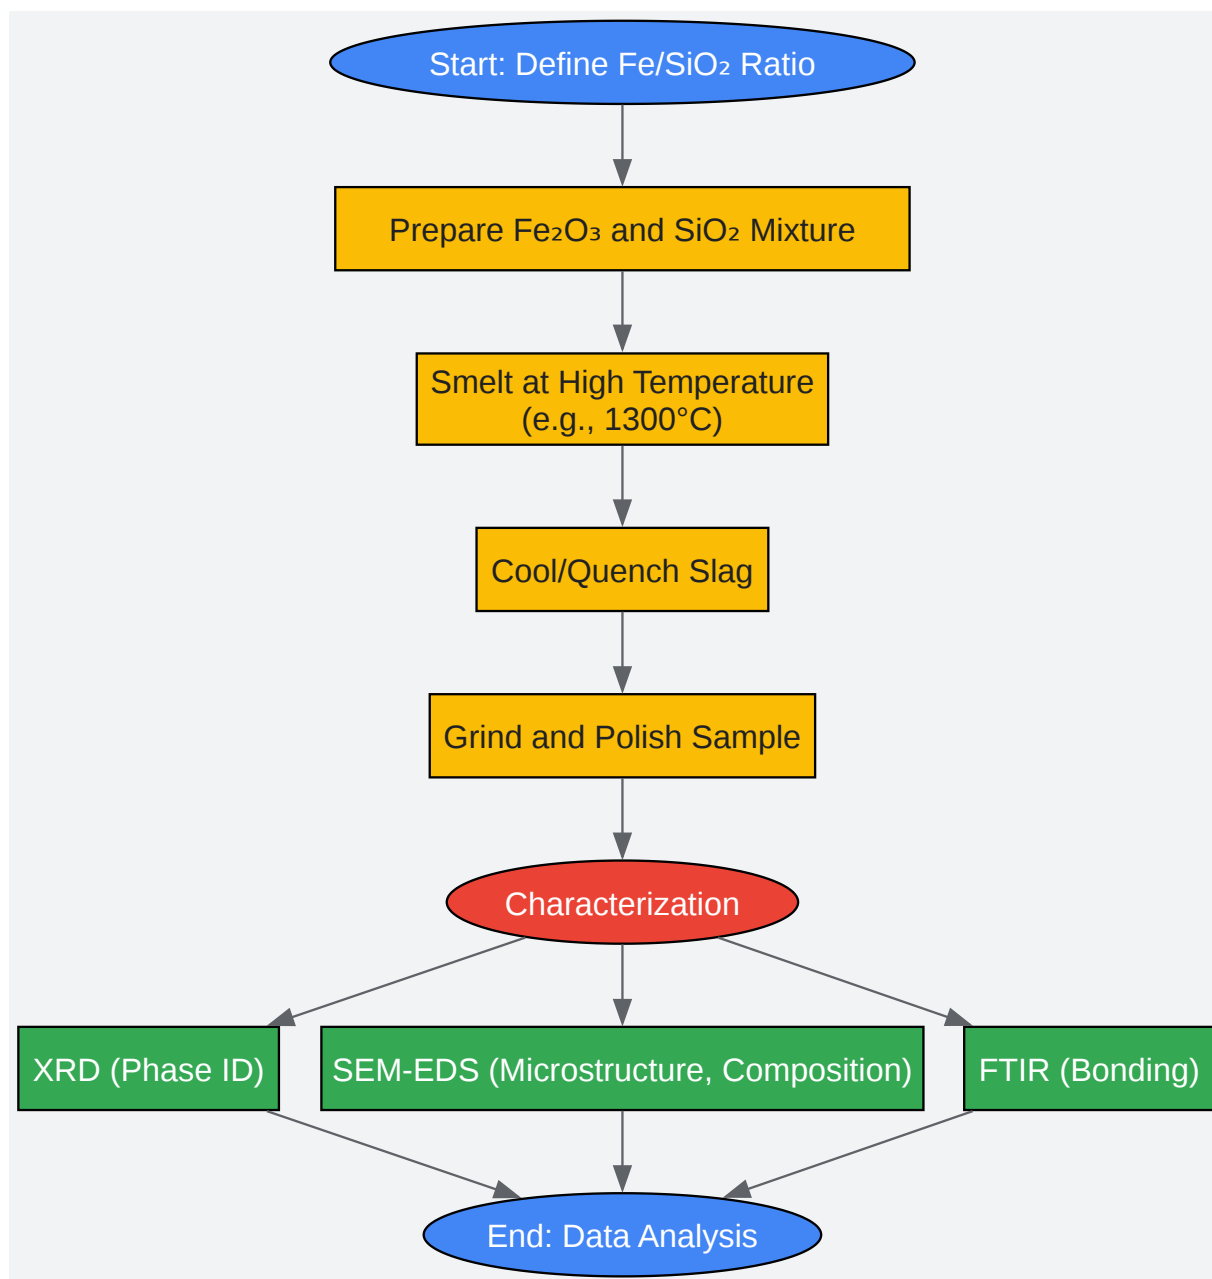 Start: Define Fe/SiO₂ Ratio
Prepare Fe₂O₃ and SiO₂ Mixture
Smelt at High Temperature
(e.g., 1300°C)
Cool/Quench Slag
Grind and Polish Sample
Characterization
XRD (Phase ID)
SEM-EDS (Microstructure, Composition)
FTIR (Bonding)
End: Data Analysis